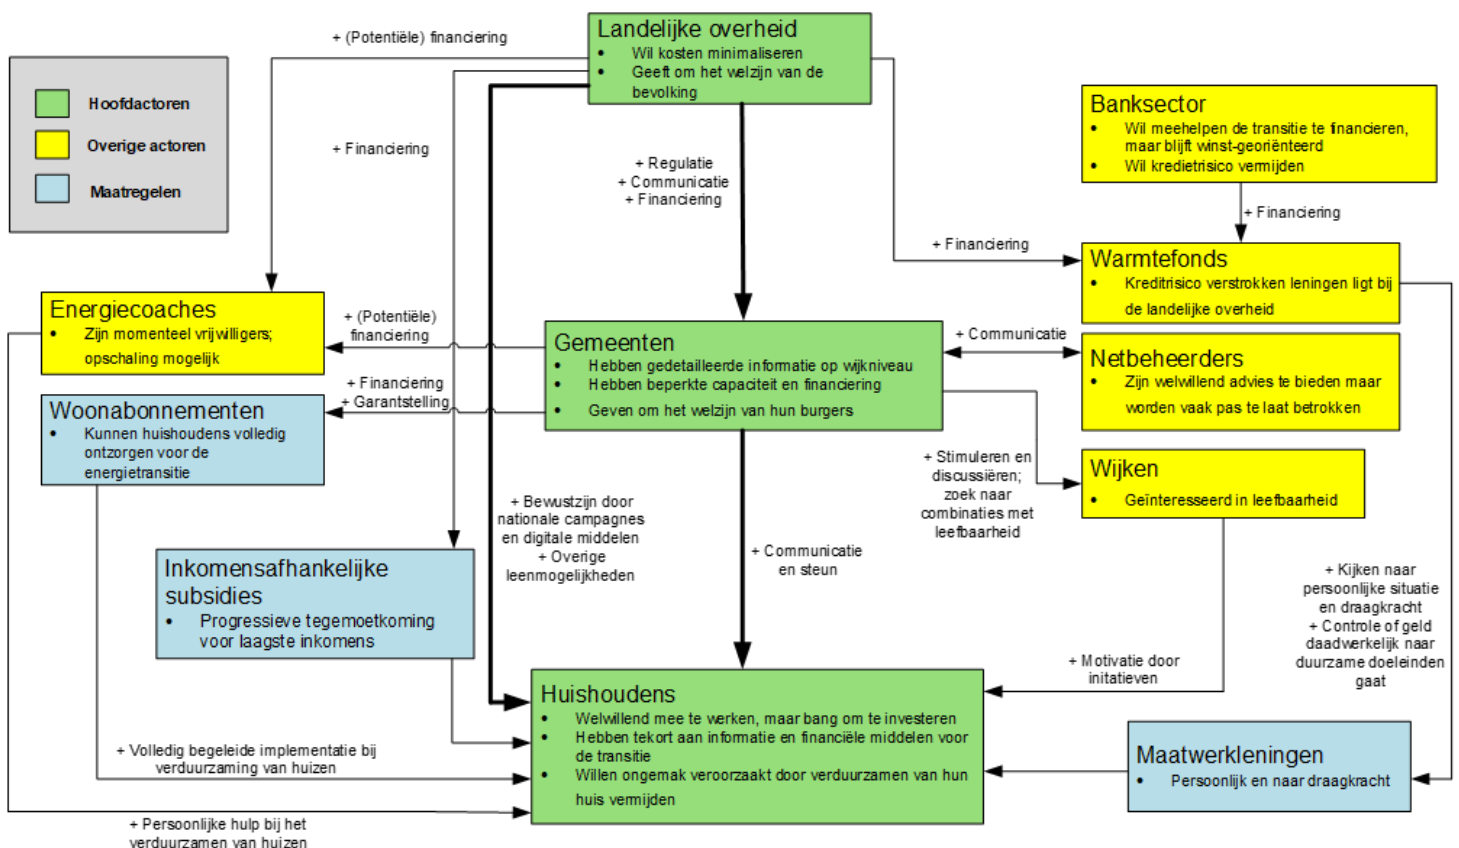 Landelijke overheid
• Wil kosten minimaliseren
• Geeft om het welzijn van de
bevolking
+ (Potentiële) financiering
Hoofdactoren
Overige actoren
Maatregelen
+ Financiering
+ Regulatie
+ Communicatie
+ Financiering
Banksector
• Wil meehelpen de transitie te financieren,
maar blijft winst-georiënteerd
• Wil kredietrisico vermijden
+ Financiering
+ Financiering
Warmtefonds
• Kreditrisico verstrokken leningen ligt bij
de landelijke overheid
Energiecoaches
• Zijn momenteel vrijwilligers;
opschaling mogelijk
+ (Potentiële)
financiering
Gemeenten
• Hebben gedetailleerde informatie op wijkniveau
• Hebben beperkte capaciteit en financiering
• Geven om het welzijn van hun burgers
+ Communicatie
Netbeheerders
• Zijn welwillend advies te bieden maar
worden vaak pas te laat betrokken
+ Financiering
+ Garantstelling
Woonabonnementen
• Kunnen huishoudens volledig
ontzorgen voor de
energietransitie
+ Stimuleren en
discussiëren;
zoek naar
combinaties met
leefbaarheid
Wijken
• Geïnteresseerd in leefbaarheid
+ Bewustzijn door
nationale campagnes
en digitale middelen
+ Overige
leenmogelijkheden
+ Communicatie
en steun
Inkomensafhankelijke
subsidies
• Progressieve tegemoetkoming
voor laagste inkomens
+ Kijken naar
persoonlijke situatie
en draagkracht
+ Controle of geld
daadwerkelijk naar
duurzame doeleinden
gaat
+ Motivatie door
initatieven
Huishoudens
• Welwillend mee te werken, maar bang om te investeren
• Hebben tekort aan informatie en financiële middelen voor
de transitie
• Willen ongemak veroorzaakt door verduurzamen van hun
huis vermijden
Maatwerkleningen
• Persoonlijk en naar draagkracht
+ Volledig begeleide implementatie bij
verduurzaming van huizen
+ Persoonlijke hulp bij het
verduurzamen van huizen